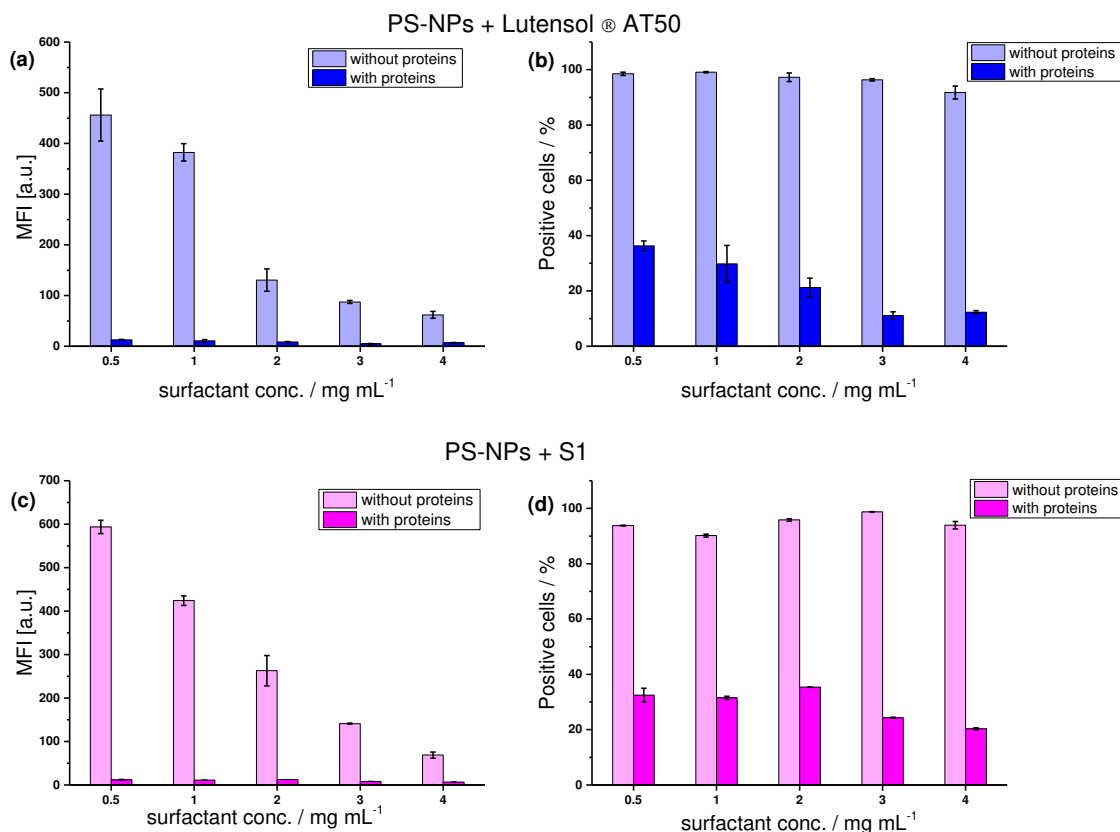 PS-NPs + Lutensol ® AT50
(a)
without proteins
with proteins
600
500
400
300
200
100
0
MFI [a.u.]
0.5 1 2 3 4
surfactant conc. / mg mL⁻¹
(b)
without proteins
with proteins
100
80
60
40
20
0
Positive cells / %
0.5 1 2 3 4
surfactant conc. / mg mL⁻¹
PS-NPs + S1
(c)
without proteins
with proteins
700
600
500
400
300
200
100
0
MFI [a.u.]
0.5 1 2 3 4
surfactant conc. / mg mL⁻¹
(d)
without proteins
with proteins
100
80
60
40
20
0
Positive cells / %
0.5 1 2 3 4
surfactant conc. / mg mL⁻¹